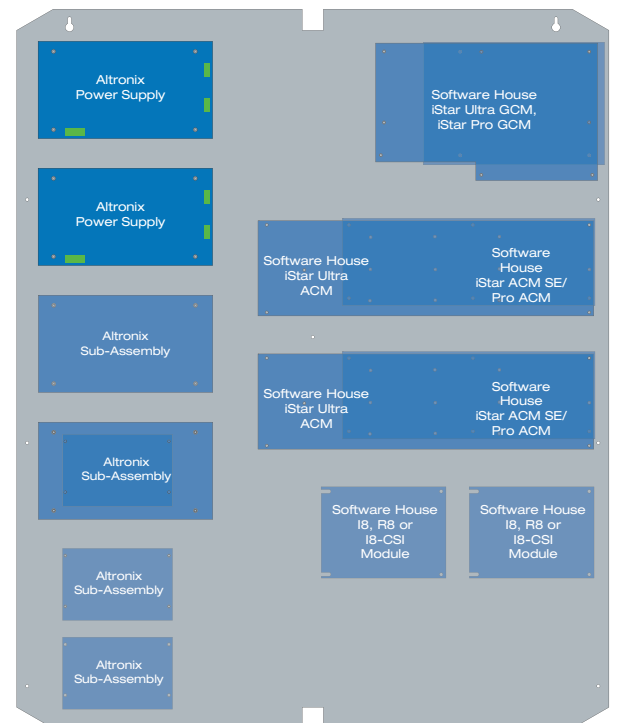 Altronix
Power Supply
Software House
iStar Ultra GCM,
iStar Pro GCM
Altronix
Power Supply
Software House
iStar Ultra
ACM
Software
House
iStar ACM SE/
Pro ACM
Altronix
Sub-Assembly
Software House
iStar Ultra
ACM
Software
House
iStar ACM SE/
Pro ACM
Altronix
Sub-Assembly
Software House
I8, R8 or
I8-CSI
Module
Software House
I8, R8 or
I8-CSI
Module
Altronix
Sub-Assembly
Altronix
Sub-Assembly